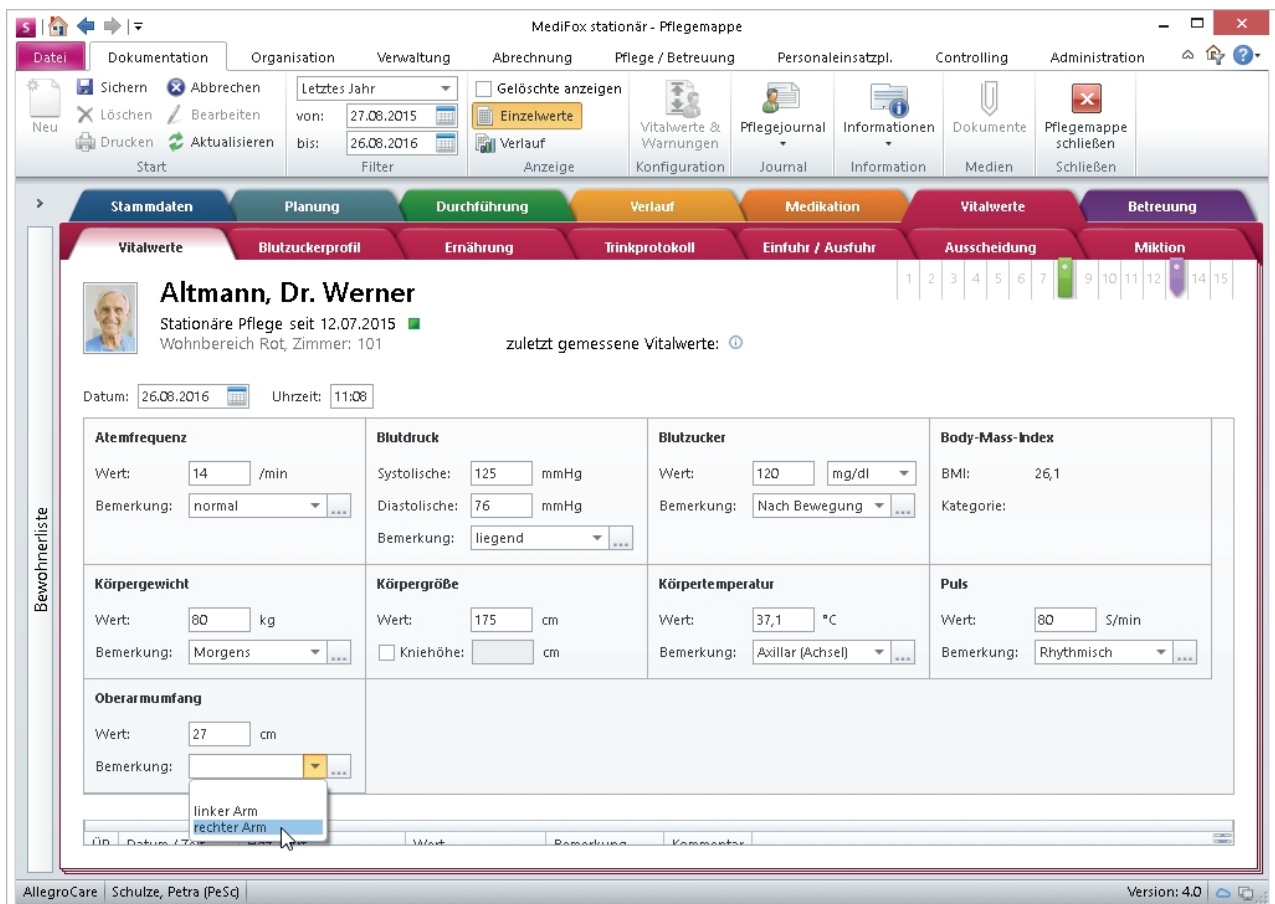 S
MediFox stationär - Pflegemappe
Datei Dokumentation Organisation Verwaltung Abrechnung Pflege / Betreuung Personaleinsatzpl. Controlling Administration
Neu
Sichern Abbrechen
Löschen Bearbeiten
Drucken Aktualisieren
Start
Letztes Jahr
von: 27.08.2015
bis: 26.08.2016
Filter
Gelöschte anzeigen
Einzelwerte
Verlauf
Anzeige
Vitalwerte &
Warnungen
Konfiguration
Pflegejournal
Journal
Informationen
Information
Dokumente
Medien
Pflegemappe
schließen
Schließen
Stammdaten Planung Durchführung Verlauf Medikation Vitalwerte Betreuung
Vitalwerte Blutzuckerprofil Ernährung Trinkprotokoll Einfuhr / Ausfuhr Ausscheidung Miktion
1 2 3 4 5 6 7 9 10 11 12 14 15
Altmann, Dr. Werner
Stationäre Pflege seit 12.07.2015
Wohnbereich Rot, Zimmer: 101
zuletzt gemessene Vitalwerte:
Bewohnerliste
Datum: 26.08.2016 Uhrzeit: 11:08
Atemfrequenz
Wert: 14 /min
Bemerkung: normal ...
Blutdruck
Systolische: 125 mmHg
Diastolische: 76 mmHg
Bemerkung: liegend ...
Blutzucker
Wert: 120 mg/dl
Bemerkung: Nach Bewegung ...
Body-Mass-Index
BMI: 26,1
Kategorie:
Körpergewicht
Wert: 80 kg
Bemerkung: Morgens ...
Körpergröße
Wert: 175 cm
Kniehöhe: cm
Körpertemperatur
Wert: 37,1 °C
Bemerkung: Axillar (Achsel) ...
Puls
Wert: 80 S/min
Bemerkung: Rhythmisch ...
Oberarmumfang
Wert: 27 cm
Bemerkung: ...
linker Arm
rechter Arm
ÜP Datum / Zeit Wert Bemerkung Kommentar
AllegroCare Schulze, Petra (PeSc) Version: 4.0